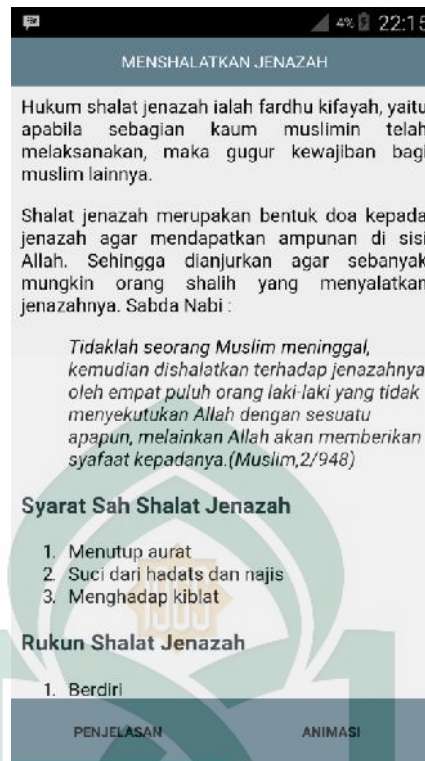 4% 22:15
MENSHALATKAN JENAZAH
Hukum shalat jenazah ialah fardhu kifayah, yaitu
apabila sebagian kaum muslimin telah
melaksanakan, maka gugur kewajiban bagi
muslim lainnya.
Shalat jenazah merupakan bentuk doa kepada
jenazah agar mendapatkan ampunan di sisi
Allah. Sehingga dianjurkan agar sebanyak
mungkin orang shalih yang menyalatkan
jenazahnya. Sabda Nabi :
Tidaklah seorang Muslim meninggal,
kemudian dishalatkan terhadap jenazahnya
oleh empat puluh orang laki-laki yang tidak
menyekutukan Allah dengan sesuatu
apapun, melainkan Allah akan memberikan
syafaat kepadanya.(Muslim,2/948)
Syarat Sah Shalat Jenazah
1. Menutup aurat
2. Suci dari hadats dan najis
3. Menghadap kiblat
Rukun Shalat Jenazah
1. Berdiri
PENJELASAN ANIMASI